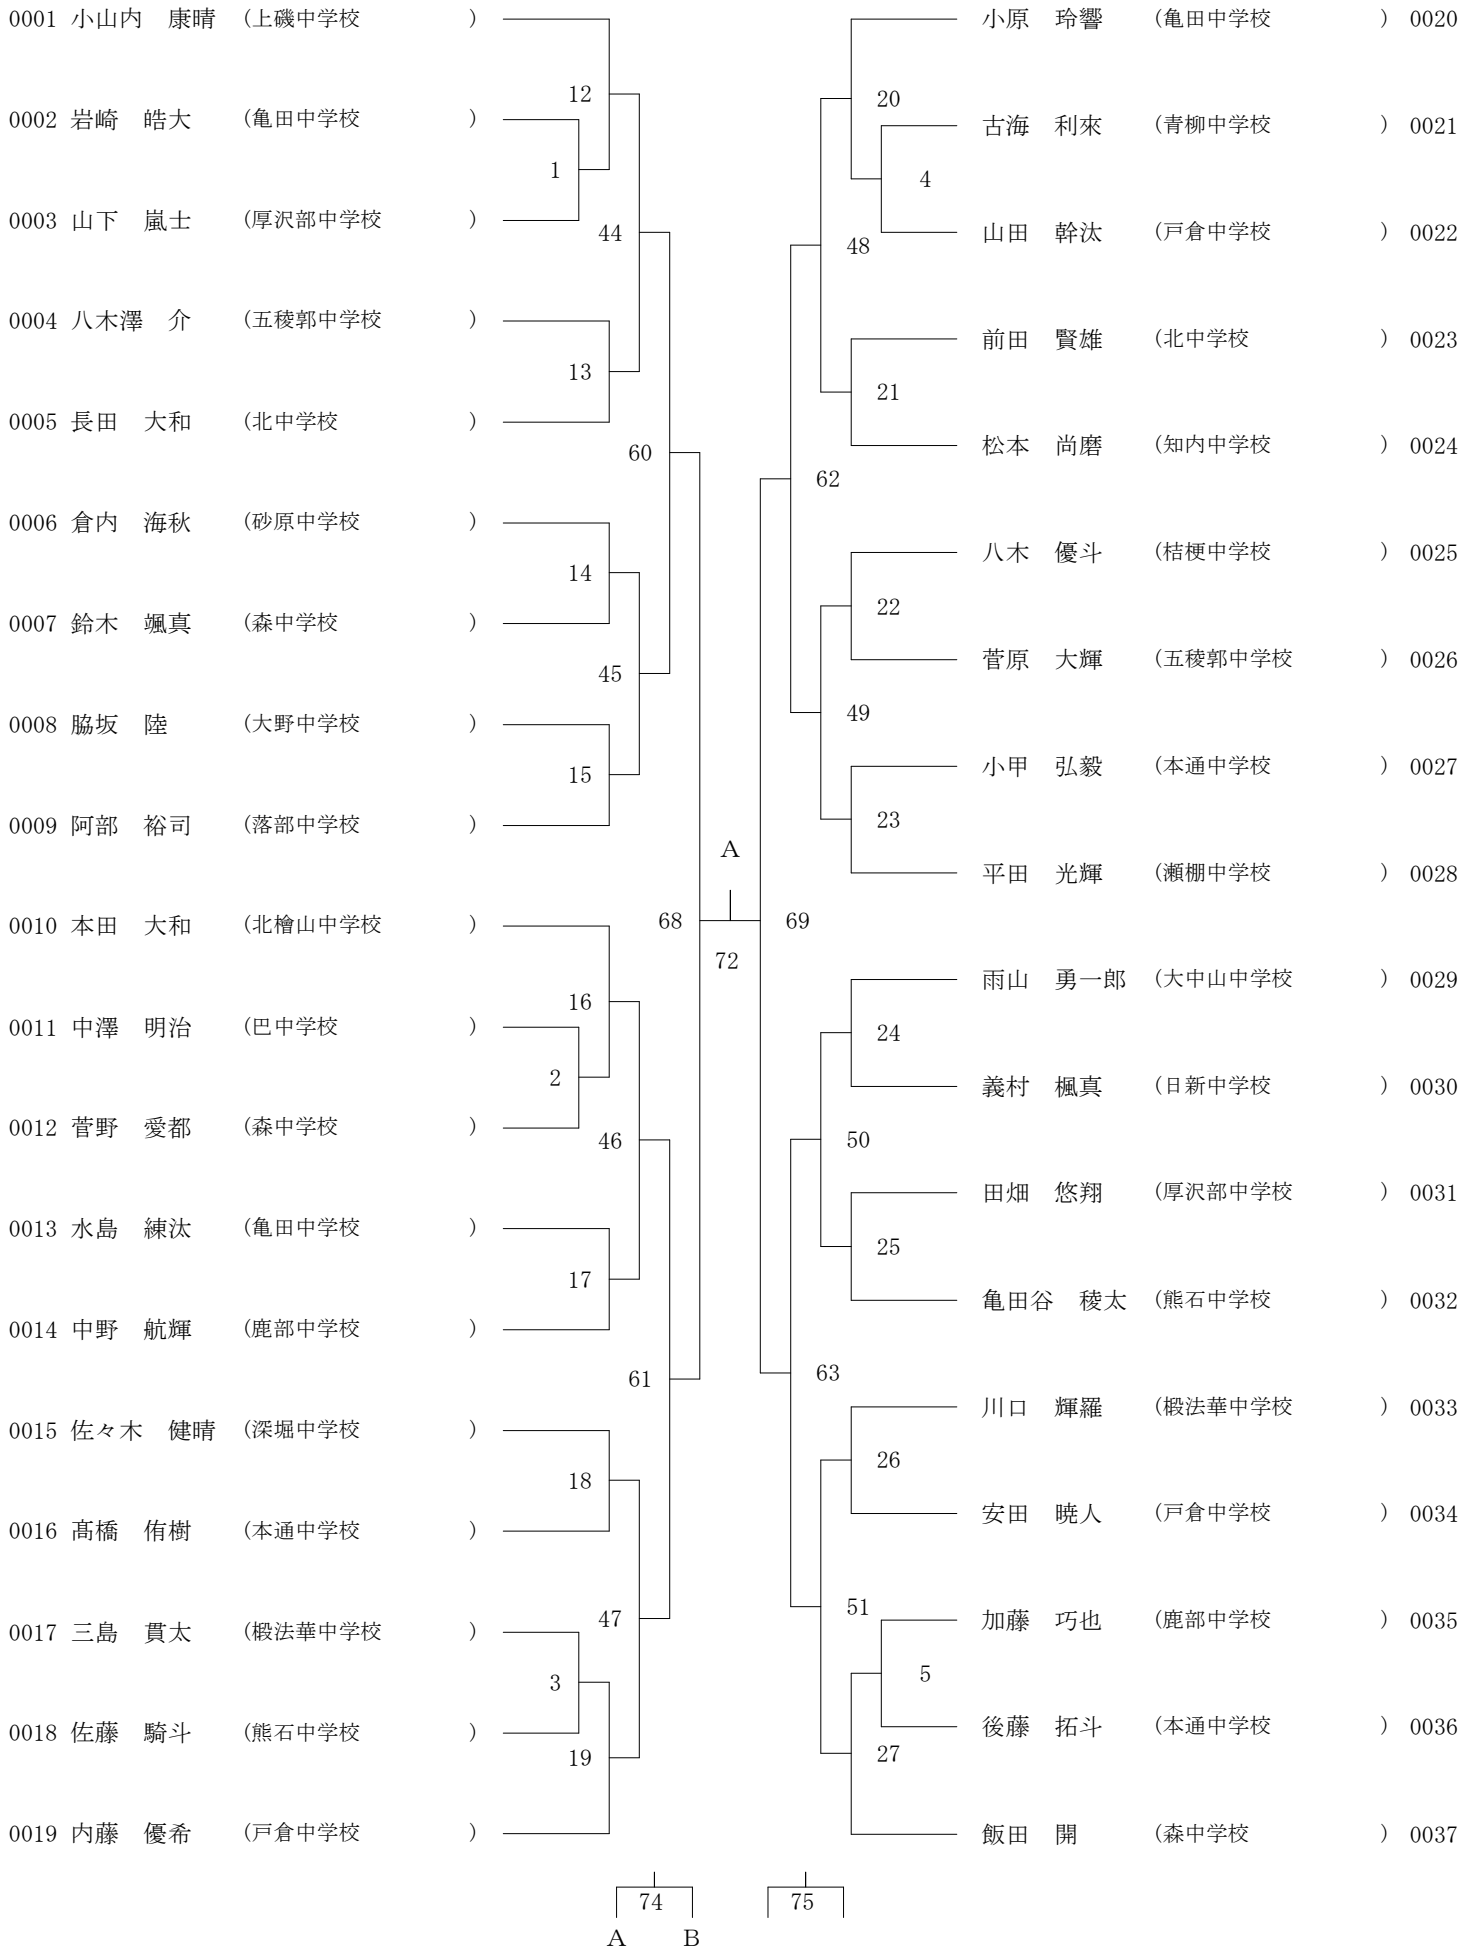 0001 小山内　康晴 (上磯中学校 )
12
0002 岩崎　皓大 (亀田中学校 )
1
0003 山下　嵐士 (厚沢部中学校 )
44
0004 八木澤　介 (五稜郭中学校 )
13
0005 長田　大和 (北中学校 )
60
0006 倉内　海秋 (砂原中学校 )
14
0007 鈴木　颯真 (森中学校 )
45
0008 脇坂　陸 (大野中学校 )
15
0009 阿部　裕司 (落部中学校 )
0010 本田　大和 (北檜山中学校 )
68
16
0011 中澤　明治 (巴中学校 )
2
0012 菅野　愛都 (森中学校 )
46
0013 水島　練汰 (亀田中学校 )
17
0014 中野　航輝 (鹿部中学校 )
61
0015 佐々木　健晴 (深堀中学校 )
18
0016 髙橋　侑樹 (本通中学校 )
47
0017 三島　貫太 (椴法華中学校 )
3
0018 佐藤　騎斗 (熊石中学校 )
19
0019 内藤　優希 (戸倉中学校 )
A
72
小原　玲響 (亀田中学校 ) 0020
20
古海　利來 (青柳中学校 ) 0021
4
山田　幹汰 (戸倉中学校 ) 0022
48
前田　賢雄 (北中学校 ) 0023
21
松本　尚磨 (知内中学校 ) 0024
62
八木　優斗 (桔梗中学校 ) 0025
22
菅原　大輝 (五稜郭中学校 ) 0026
49
小甲　弘毅 (本通中学校 ) 0027
23
平田　光輝 (瀬棚中学校 ) 0028
69
雨山　勇一郎 (大中山中学校 ) 0029
24
義村　楓真 (日新中学校 ) 0030
50
田畑　悠翔 (厚沢部中学校 ) 0031
25
亀田谷　稜太 (熊石中学校 ) 0032
63
川口　輝羅 (椴法華中学校 ) 0033
26
安田　暁人 (戸倉中学校 ) 0034
51
加藤　巧也 (鹿部中学校 ) 0035
5
後藤　拓斗 (本通中学校 ) 0036
27
飯田　開 (森中学校 ) 0037
74
A B
75